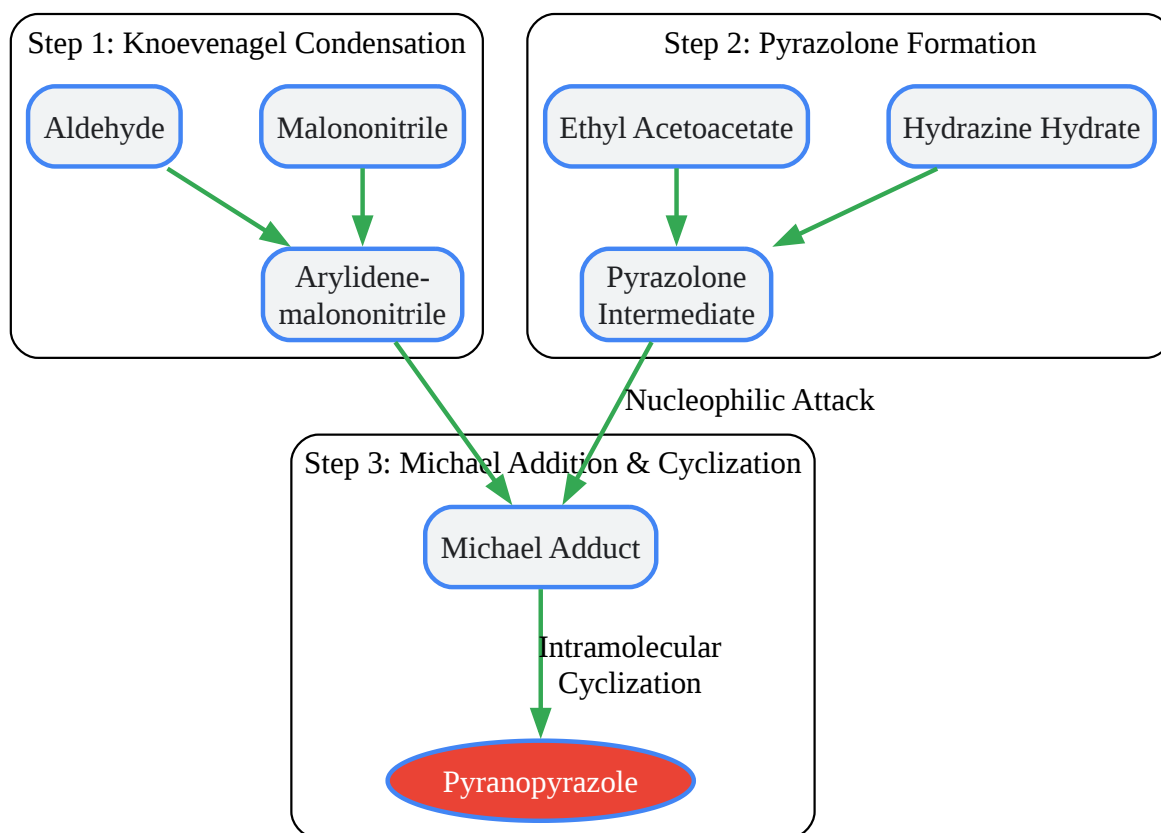 Step 1: Knoevenagel Condensation
Aldehyde
Malononitrile
Arylidene-
malononitrile
Step 2: Pyrazolone Formation
Ethyl Acetoacetate
Hydrazine Hydrate
Pyrazolone
Intermediate
Nucleophilic Attack
Step 3: Michael Addition & Cyclization
Michael Adduct
Intramolecular
Cyclization
Pyranopyrazole